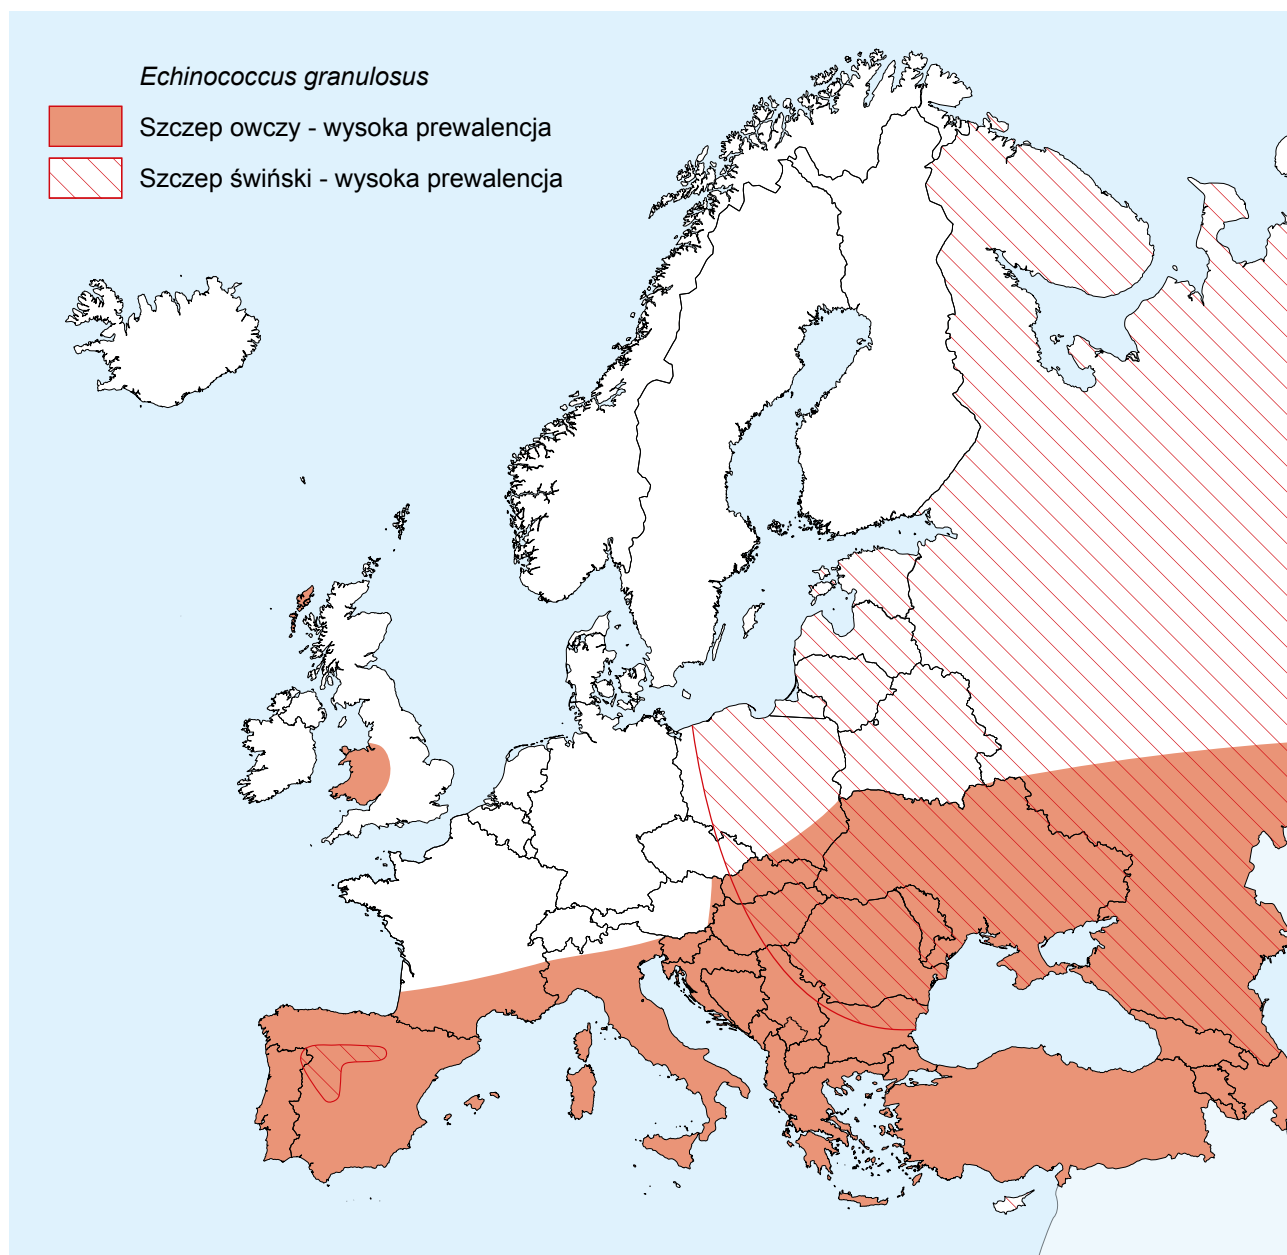 Echinococcus granulosus
Szczep owczy - wysoka prewalencja
Szczep świński - wysoka prewalencja